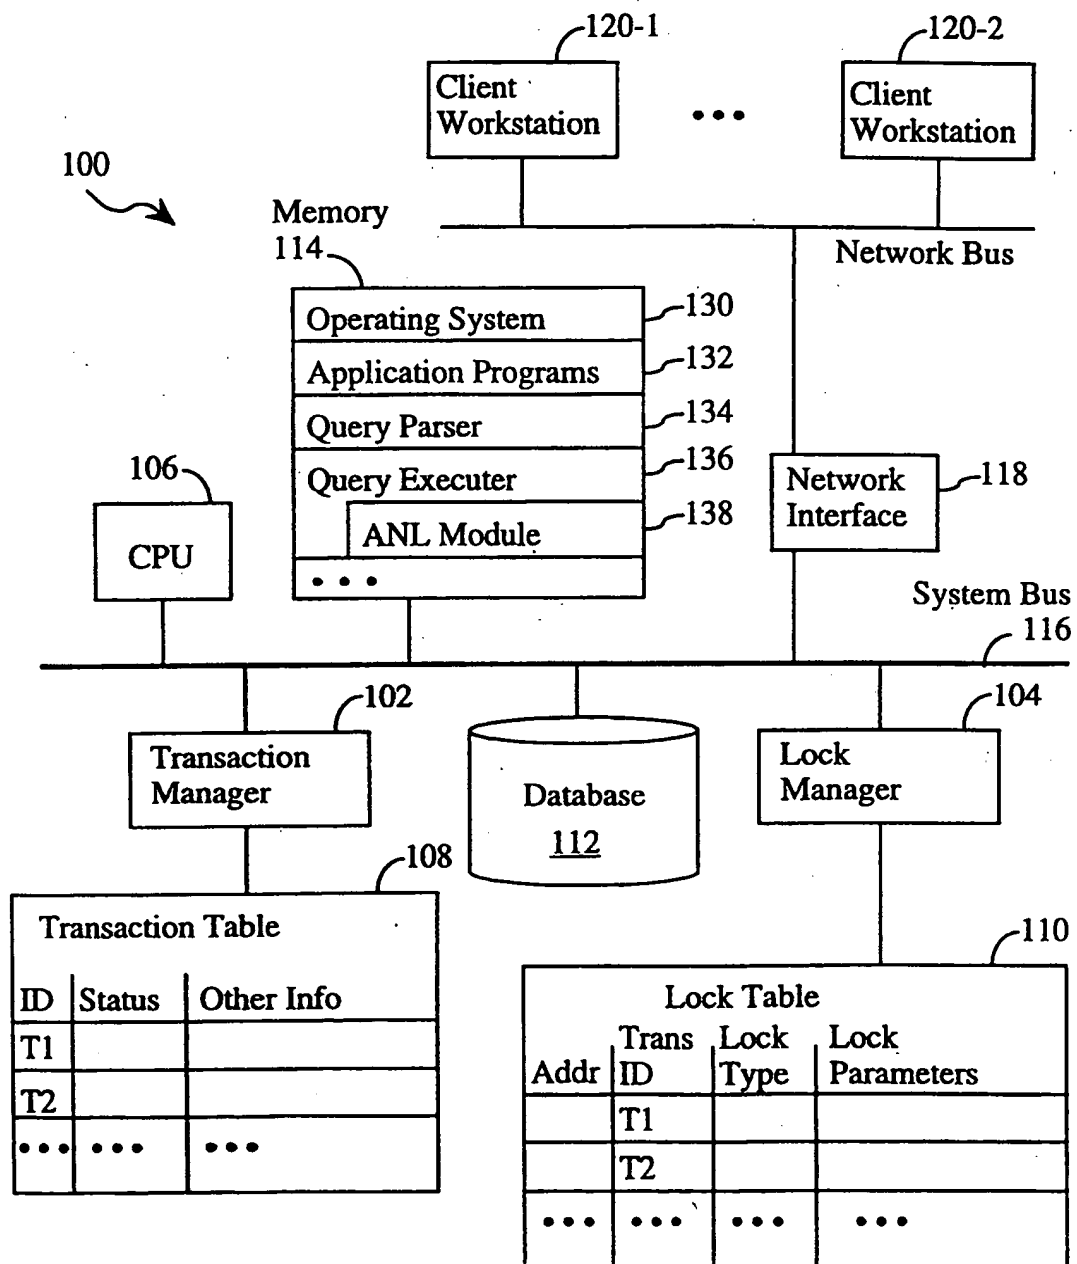 120-1
120-2
Client
Workstation
•••
Client
Workstation
100
Memory
114
Network Bus
Operating System
130
Application Programs
132
Query Parser
134
Query Executer
136
ANL Module
138
• • •
106
CPU
Network
Interface
118
System Bus
116
102
Transaction
Manager
Database
112
104
Lock
Manager
108
Transaction Table
ID Status Other Info
T1
T2
••• ••• •••
110
Lock Table
Addr Trans ID Lock Type Lock Parameters
T1
T2
••• ••• ••• •••